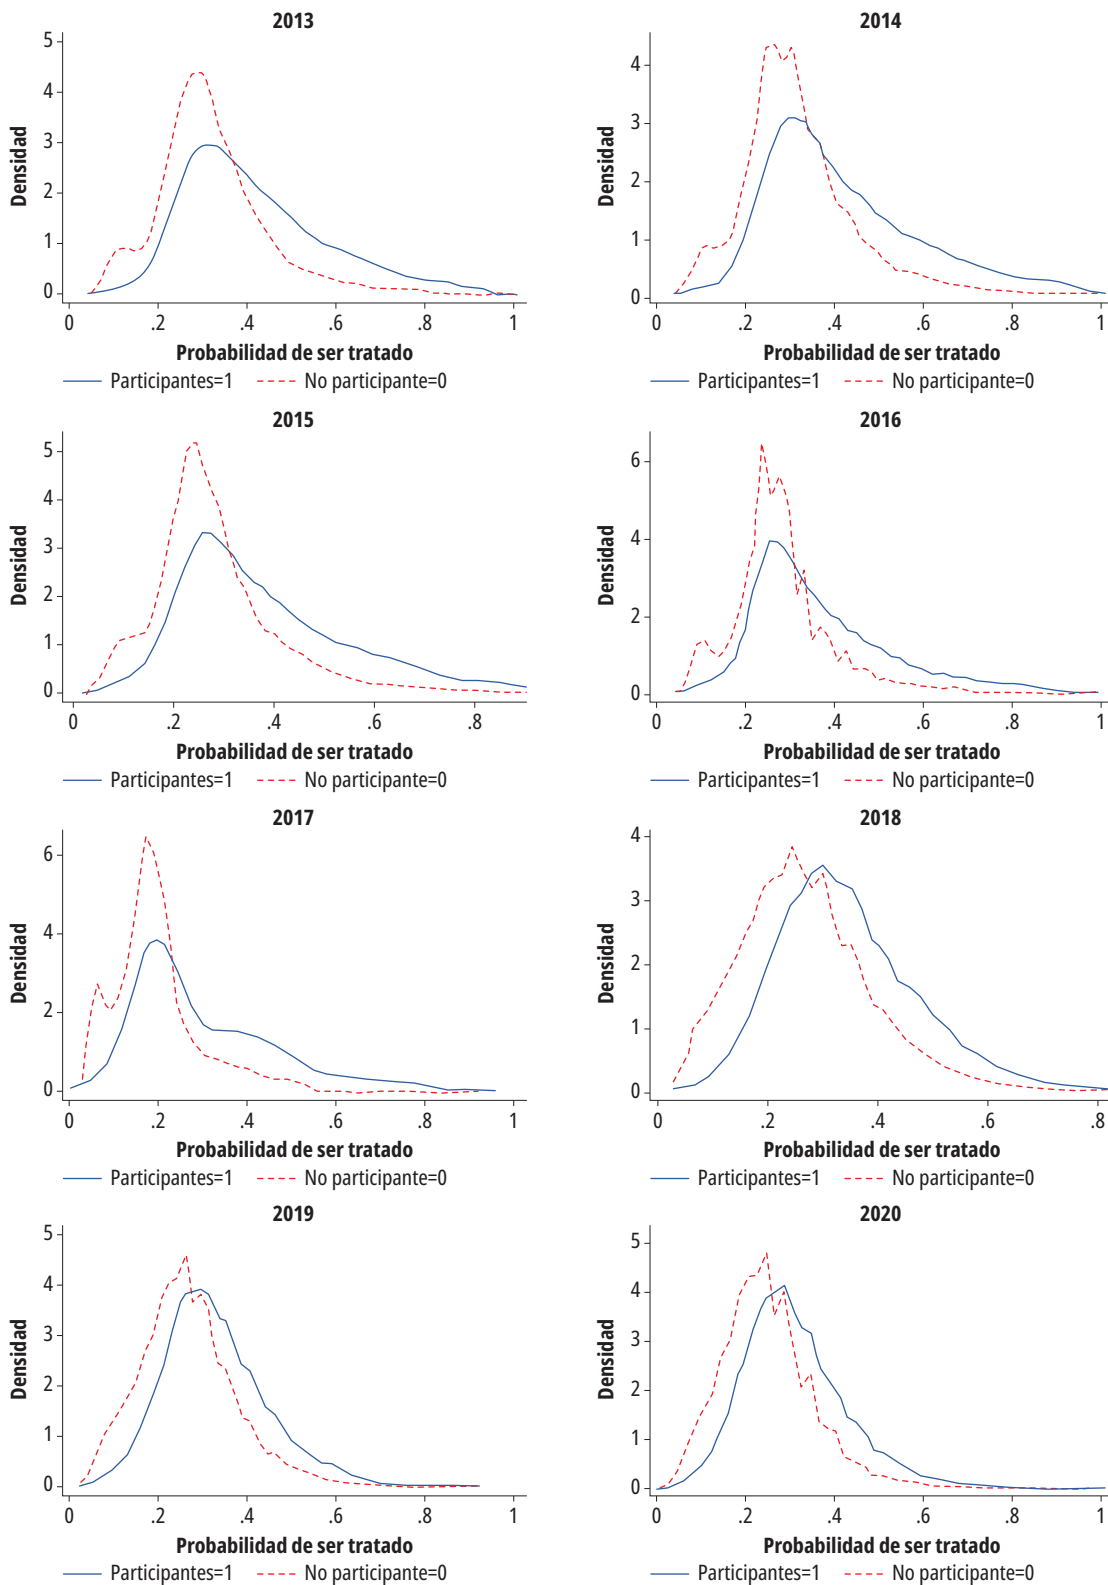 2013
Densidad
5
4
3
2
1
0
0 .2 .4 .6 .8 1
Probabilidad de ser tratado
Participantes=1 No participante=0
2014
Densidad
4
3
2
1
0
0 .2 .4 .6 .8 1
Probabilidad de ser tratado
Participantes=1 No participante=0
2015
Densidad
5
4
3
2
1
0
0 .2 .4 .6 .8
Probabilidad de ser tratado
Participantes=1 No participante=0
2016
Densidad
6
4
2
0
0 .2 .4 .6 .8 1
Probabilidad de ser tratado
Participantes=1 No participante=0
2017
Densidad
6
4
2
0
0 .2 .4 .6 .8 1
Probabilidad de ser tratado
Participantes=1 No participante=0
2018
Densidad
4
3
2
1
0
0 .2 .4 .6 .8
Probabilidad de ser tratado
Participantes=1 No participante=0
2019
Densidad
5
4
3
2
1
0
0 .2 .4 .6 .8 1
Probabilidad de ser tratado
Participantes=1 No participante=0
2020
Densidad
5
4
3
2
1
0
0 .2 .4 .6 .8 1
Probabilidad de ser tratado
Participantes=1 No participante=0